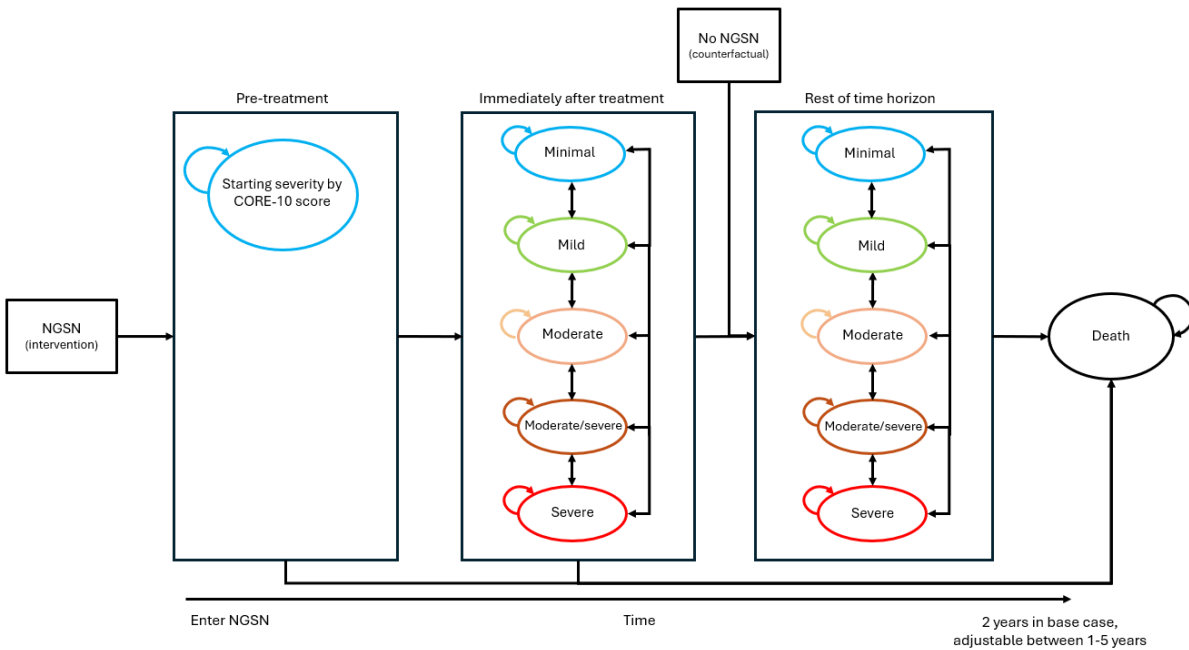 No NGSN
(counterfactual)
Pre-treatment
Immediately after treatment
Rest of time horizon
Starting severity by
CORE-10 score
Minimal
Mild
Moderate
Moderate/severe
Severe
Minimal
Mild
Moderate
Moderate/severe
Severe
NGSN
(intervention)
Death
Enter NGSN
Time
2 years in base case,
adjustable between 1-5 years